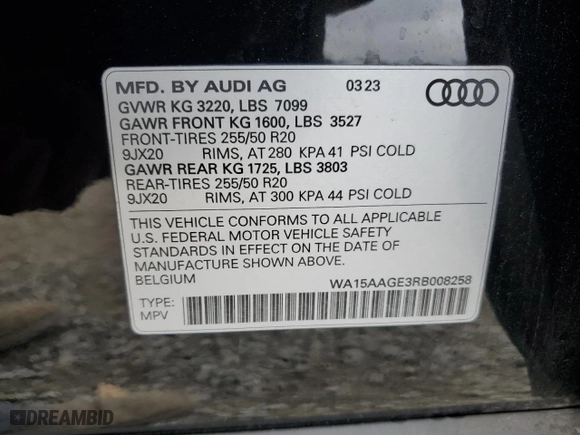 MFD. BY AUDI AG 03 23
GVWR KG 3220, LBS 7099
GAWR FRONT KG 1600, LBS 3527
FRONT-TIRES 255/50 R20
9JX20 RIMS, AT 280 KPA 41 PSI COLD
GAWR REAR KG 1725, LBS 3803
REAR-TIRES 255/50 R20
9JX20 RIMS, AT 300 KPA 44 PSI COLD
THIS VEHICLE CONFORMS TO ALL APPLICABLE
U.S. FEDERAL MOTOR VEHICLE SAFETY
STANDARDS IN EFFECT ON THE DATE OF
MANUFACTURE SHOWN ABOVE.
BELGIUM
WA15AAGE3RB008258
TYPE:
MPV
DREAMBID